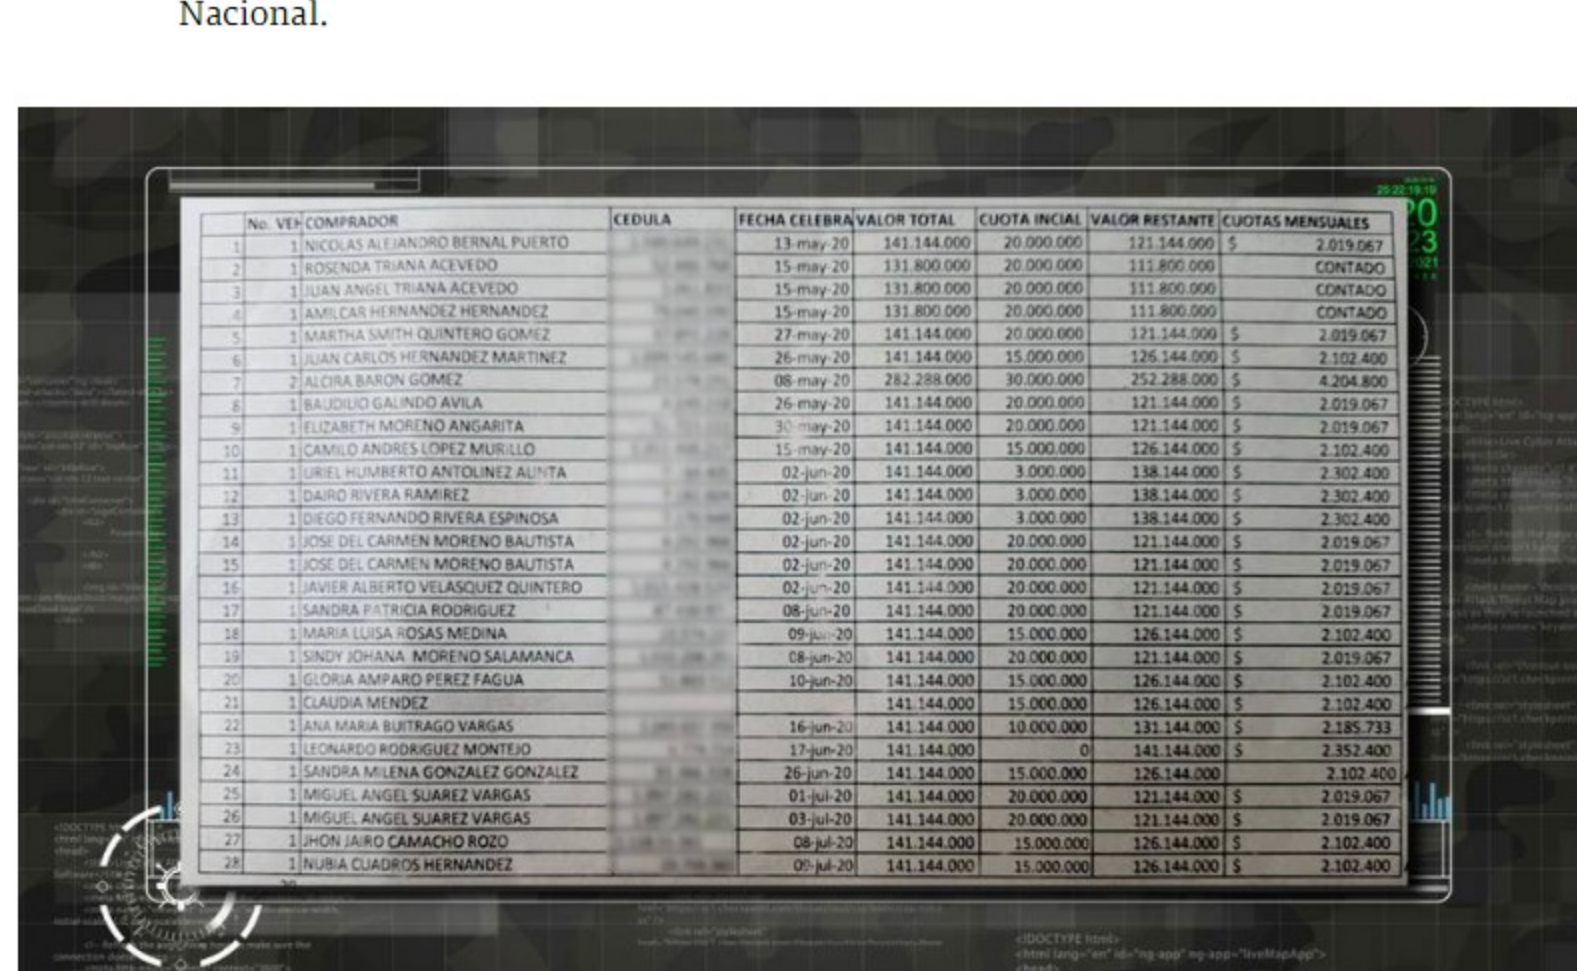 Nacional.
No. VEH COMPRADOR CEDULA FECHA CELEBRA VALOR TOTAL CUOTA INCIAL VALOR RESTANTE CUOTAS MENSUALES
1 1 NICOLAS ALEJANDRO BERNAL PUERTO 13-may-20 141.144.000 20.000.000 121.144.000 $ 2.019.067
2 1 ROSENDA TRIANA ACEVEDO 15-may-20 131.800.000 20.000.000 111.800.000 CONTADO
3 1 JUAN ANGEL TRIANA ACEVEDO 15-may-20 131.800.000 20.000.000 111.800.000 CONTADO
4 1 AMILCAR HERNANDEZ HERNANDEZ 15-may-20 131.800.000 20.000.000 111.800.000 CONTADO
5 1 MARTHA SMITH QUINTERO GOMEZ 27-may-20 141.144.000 20.000.000 121.144.000 $ 2.019.067
6 1 JUAN CARLOS HERNANDEZ MARTINEZ 26-may-20 141.144.000 15.000.000 126.144.000 $ 2.102.400
7 2 ALCIRA BARON GOMEZ 08-may-20 282.288.000 30.000.000 252.288.000 $ 4.204.800
8 1 BAUDILIO GALINDO AVILA 26-may-20 141.144.000 20.000.000 121.144.000 $ 2.019.067
9 1 ELIZABETH MORENO ANGARITA 30-may-20 141.144.000 20.000.000 121.144.000 $ 2.019.067
10 1 CAMILO ANDRES LOPEZ MURILLO 15-may-20 141.144.000 15.000.000 126.144.000 $ 2.102.400
11 1 URIEL HUMBERTO ANTOLINEZ ALINTA 02-jun-20 141.144.000 3.000.000 138.144.000 $ 2.302.400
12 1 DAIRO RIVERA RAMIREZ 02-jun-20 141.144.000 3.000.000 138.144.000 $ 2.302.400
13 1 DIEGO FERNANDO RIVERA ESPINOSA 02-jun-20 141.144.000 3.000.000 138.144.000 $ 2.302.400
14 1 JOSE DEL CARMEN MORENO BAUTISTA 02-jun-20 141.144.000 20.000.000 121.144.000 $ 2.019.067
15 1 JOSE DEL CARMEN MORENO BAUTISTA 02-jun-20 141.144.000 20.000.000 121.144.000 $ 2.019.067
16 1 JAVIER ALBERTO VELASQUEZ QUINTERO 02-jun-20 141.144.000 20.000.000 121.144.000 $ 2.019.067
17 1 SANDRA PATRICIA RODRIGUEZ 08-jun-20 141.144.000 20.000.000 121.144.000 $ 2.019.067
18 1 MARIA LUISA ROSAS MEDINA 09-jun-20 141.144.000 15.000.000 126.144.000 $ 2.102.400
19 1 SINDY JOHANA MORENO SALAMANCA 08-jun-20 141.144.000 20.000.000 121.144.000 $ 2.019.067
20 1 GLORIA AMPARO PEREZ FAGUA 10-jun-20 141.144.000 15.000.000 126.144.000 $ 2.102.400
21 1 CLAUDIA MENDEZ 141.144.000 15.000.000 126.144.000 $ 2.102.400
22 1 ANA MARIA BUITRAGO VARGAS 16-jun-20 141.144.000 10.000.000 131.144.000 $ 2.185.733
23 1 LEONARDO RODRIGUEZ MONTEJO 17-jun-20 141.144.000 0 141.144.000 $ 2.352.400
24 1 SANDRA MILENA GONZALEZ GONZALEZ 26-jun-20 141.144.000 15.000.000 126.144.000 2.102.400
25 1 MIGUEL ANGEL SUAREZ VARGAS 01-jul-20 141.144.000 20.000.000 121.144.000 $ 2.019.067
26 1 MIGUEL ANGEL SUAREZ VARGAS 03-jul-20 141.144.000 20.000.000 121.144.000 $ 2.019.067
27 1 JHON JAIRO CAMACHO ROZO 08-jul-20 141.144.000 15.000.000 126.144.000 $ 2.102.400
28 1 NUBIA CUADROS HERNANDEZ 09-jul-20 141.144.000 15.000.000 126.144.000 $ 2.102.400
20:22:19:19
20
23
2021
<!DOCTYPE html>
<html lang="en" id="ng-app" ng-app="liveMapApp">
<head>